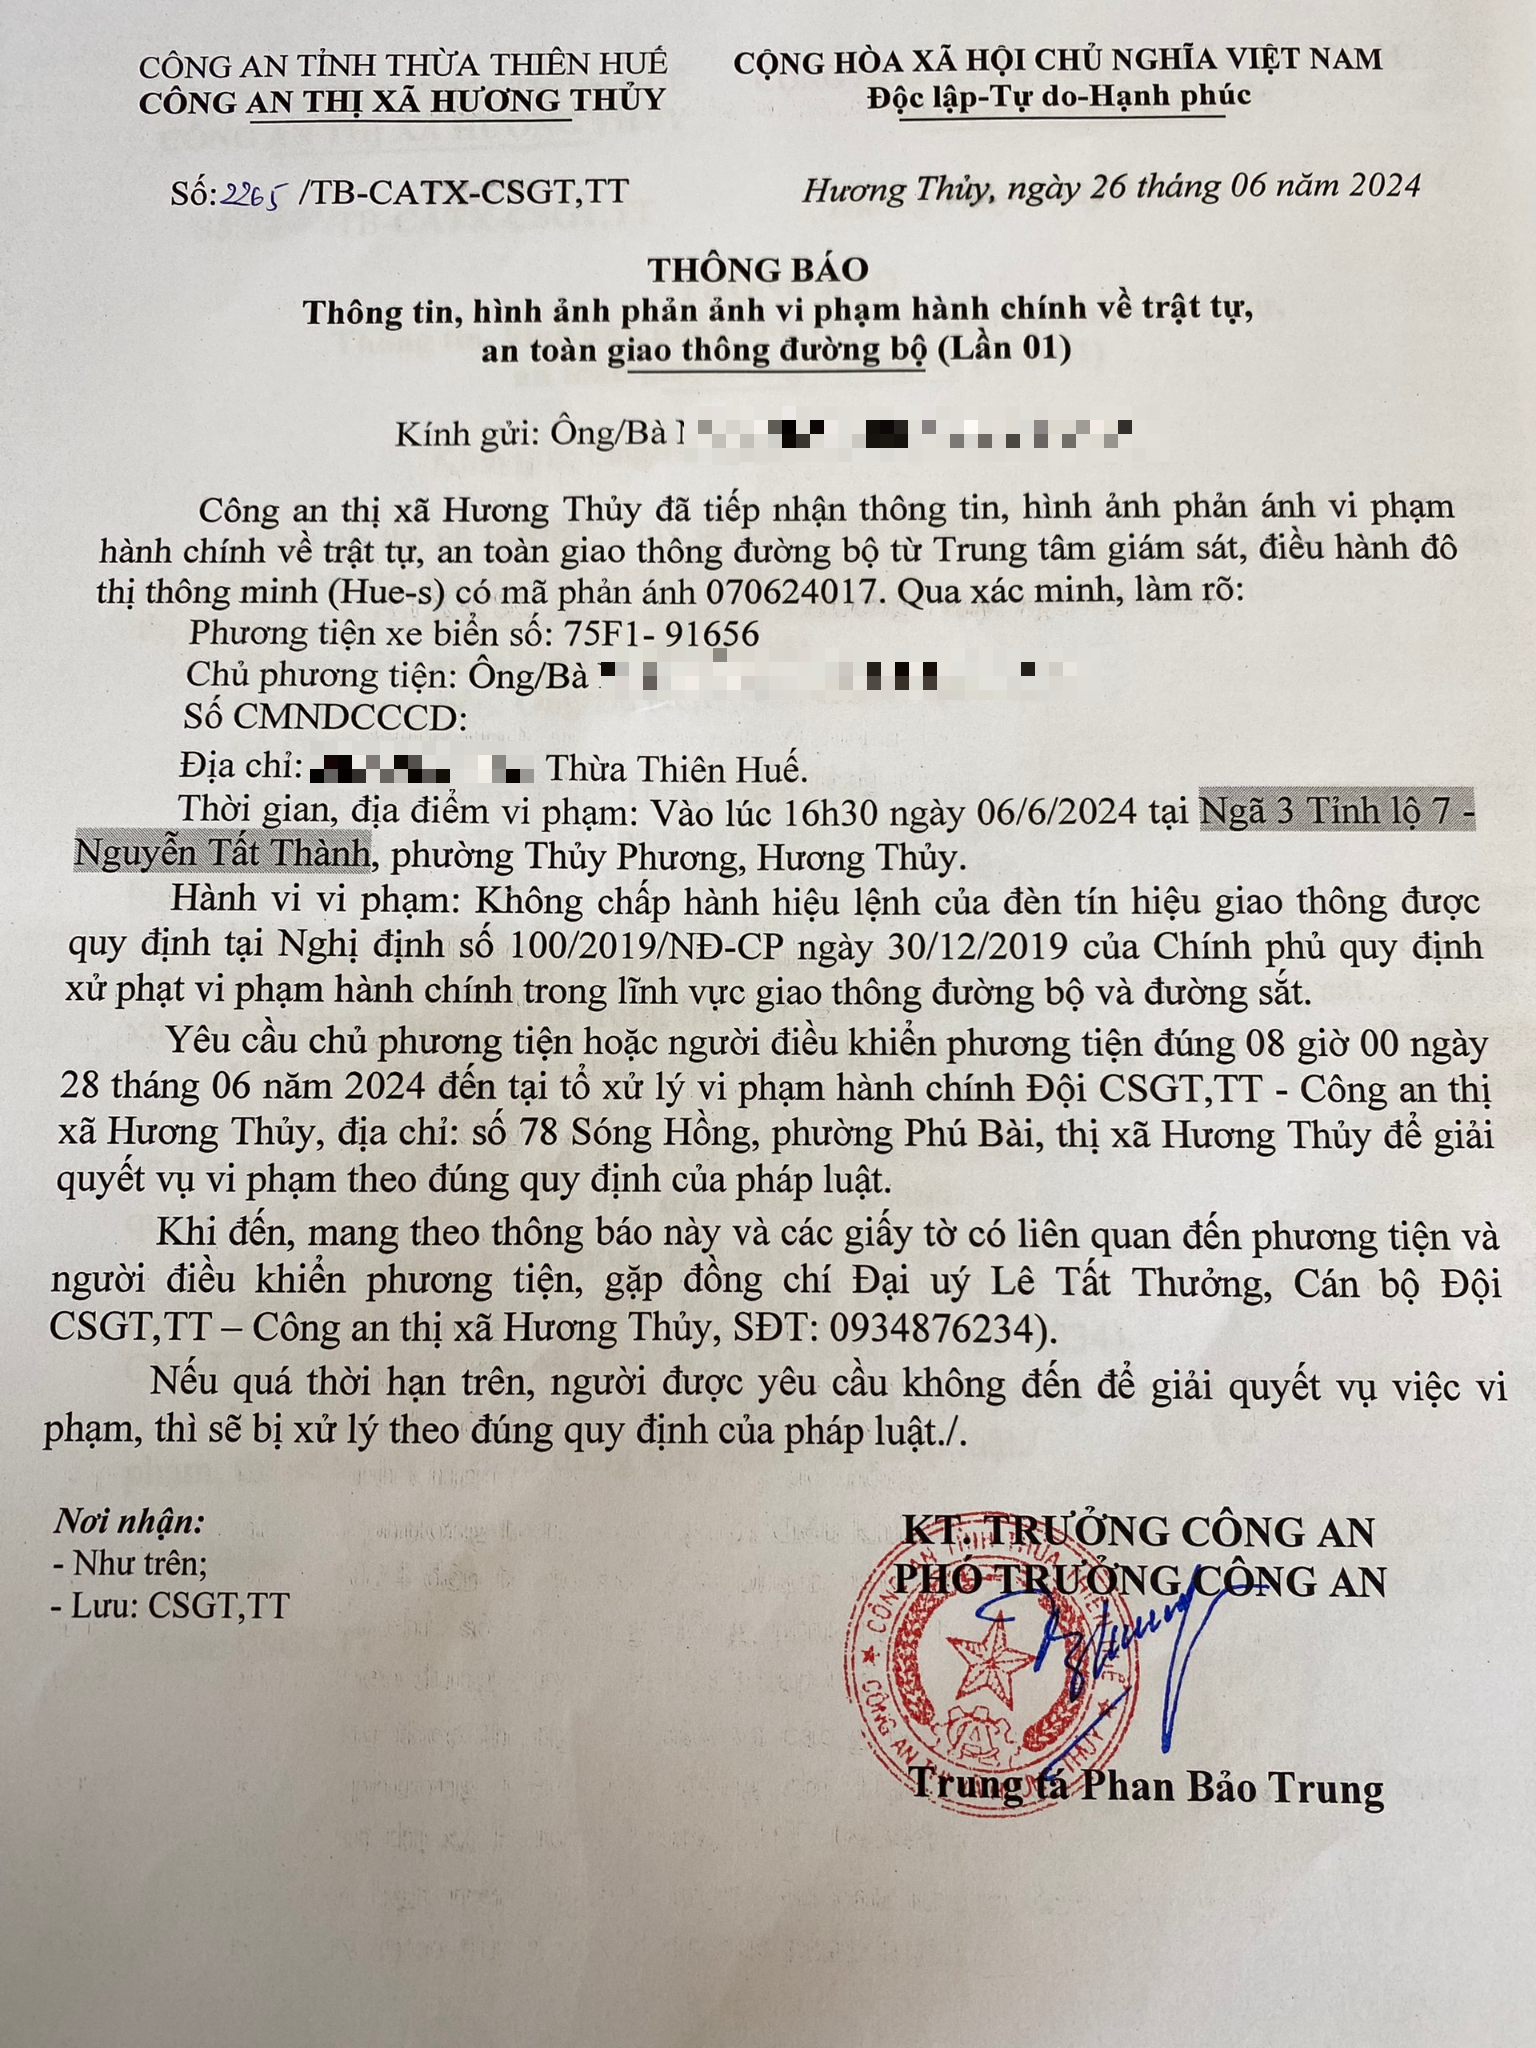 CÔNG AN TỈNH THỪA THIÊN HUẾ
CÔNG AN THỊ XÃ HƯƠNG THỦY
CỘNG HÒA XÃ HỘI CHỦ NGHĨA VIỆT NAM
Độc lập-Tự do-Hạnh phúc
Số:2265 /TB-CATX-CSGT,TT
Hương Thủy, ngày 26 tháng 06 năm 2024
THÔNG BÁO
Thông tin, hình ảnh phản ảnh vi phạm hành chính về trật tự,
an toàn giao thông đường bộ (Lần 01)
Kính gửi: Ông/Bà
Công an thị xã Hương Thủy đã tiếp nhận thông tin, hình ảnh phản ánh vi phạm
hành chính về trật tự, an toàn giao thông đường bộ từ Trung tâm giám sát, điều hành đô
thị thông minh (Hue-s) có mã phản ánh 070624017. Qua xác minh, làm rõ:
Phương tiện xe biển số: 75F1- 91656
Chủ phương tiện: Ông/Bà
Số CMNDCCCD:
Địa chỉ: Thừa Thiên Huế.
Thời gian, địa điểm vi phạm: Vào lúc 16h30 ngày 06/6/2024 tại Ngã 3 Tỉnh lộ 7 -
Nguyễn Tất Thành, phường Thủy Phương, Hương Thủy.
Hành vi vi phạm: Không chấp hành hiệu lệnh của đèn tín hiệu giao thông được
quy định tại Nghị định số 100/2019/NĐ-CP ngày 30/12/2019 của Chính phủ quy định
xử phạt vi phạm hành chính trong lĩnh vực giao thông đường bộ và đường sắt.
Yêu cầu chủ phương tiện hoặc người điều khiển phương tiện đúng 08 giờ 00 ngày
28 tháng 06 năm 2024 đến tại tổ xử lý vi phạm hành chính Đội CSGT,TT - Công an thị
xã Hương Thủy, địa chỉ: số 78 Sóng Hồng, phường Phú Bài, thị xã Hương Thủy để giải
quyết vụ vi phạm theo đúng quy định của pháp luật.
Khi đến, mang theo thông báo này và các giấy tờ có liên quan đến phương tiện và
người điều khiển phương tiện, gặp đồng chí Đại uý Lê Tất Thưởng, Cán bộ Đội
CSGT,TT – Công an thị xã Hương Thủy, SĐT: 0934876234).
Nếu quá thời hạn trên, người được yêu cầu không đến để giải quyết vụ việc vi
phạm, thì sẽ bị xử lý theo đúng quy định của pháp luật./.
Nơi nhận:
- Như trên;
- Lưu: CSGT,TT
KT. TRƯỞNG CÔNG AN
PHÓ TRƯỞNG CÔNG AN
CÔNG AN TỈNH THỪA THIÊN HUẾ
CÔNG AN THỊ XÃ HƯƠNG THỦY
Trung tá Phan Bảo Trung